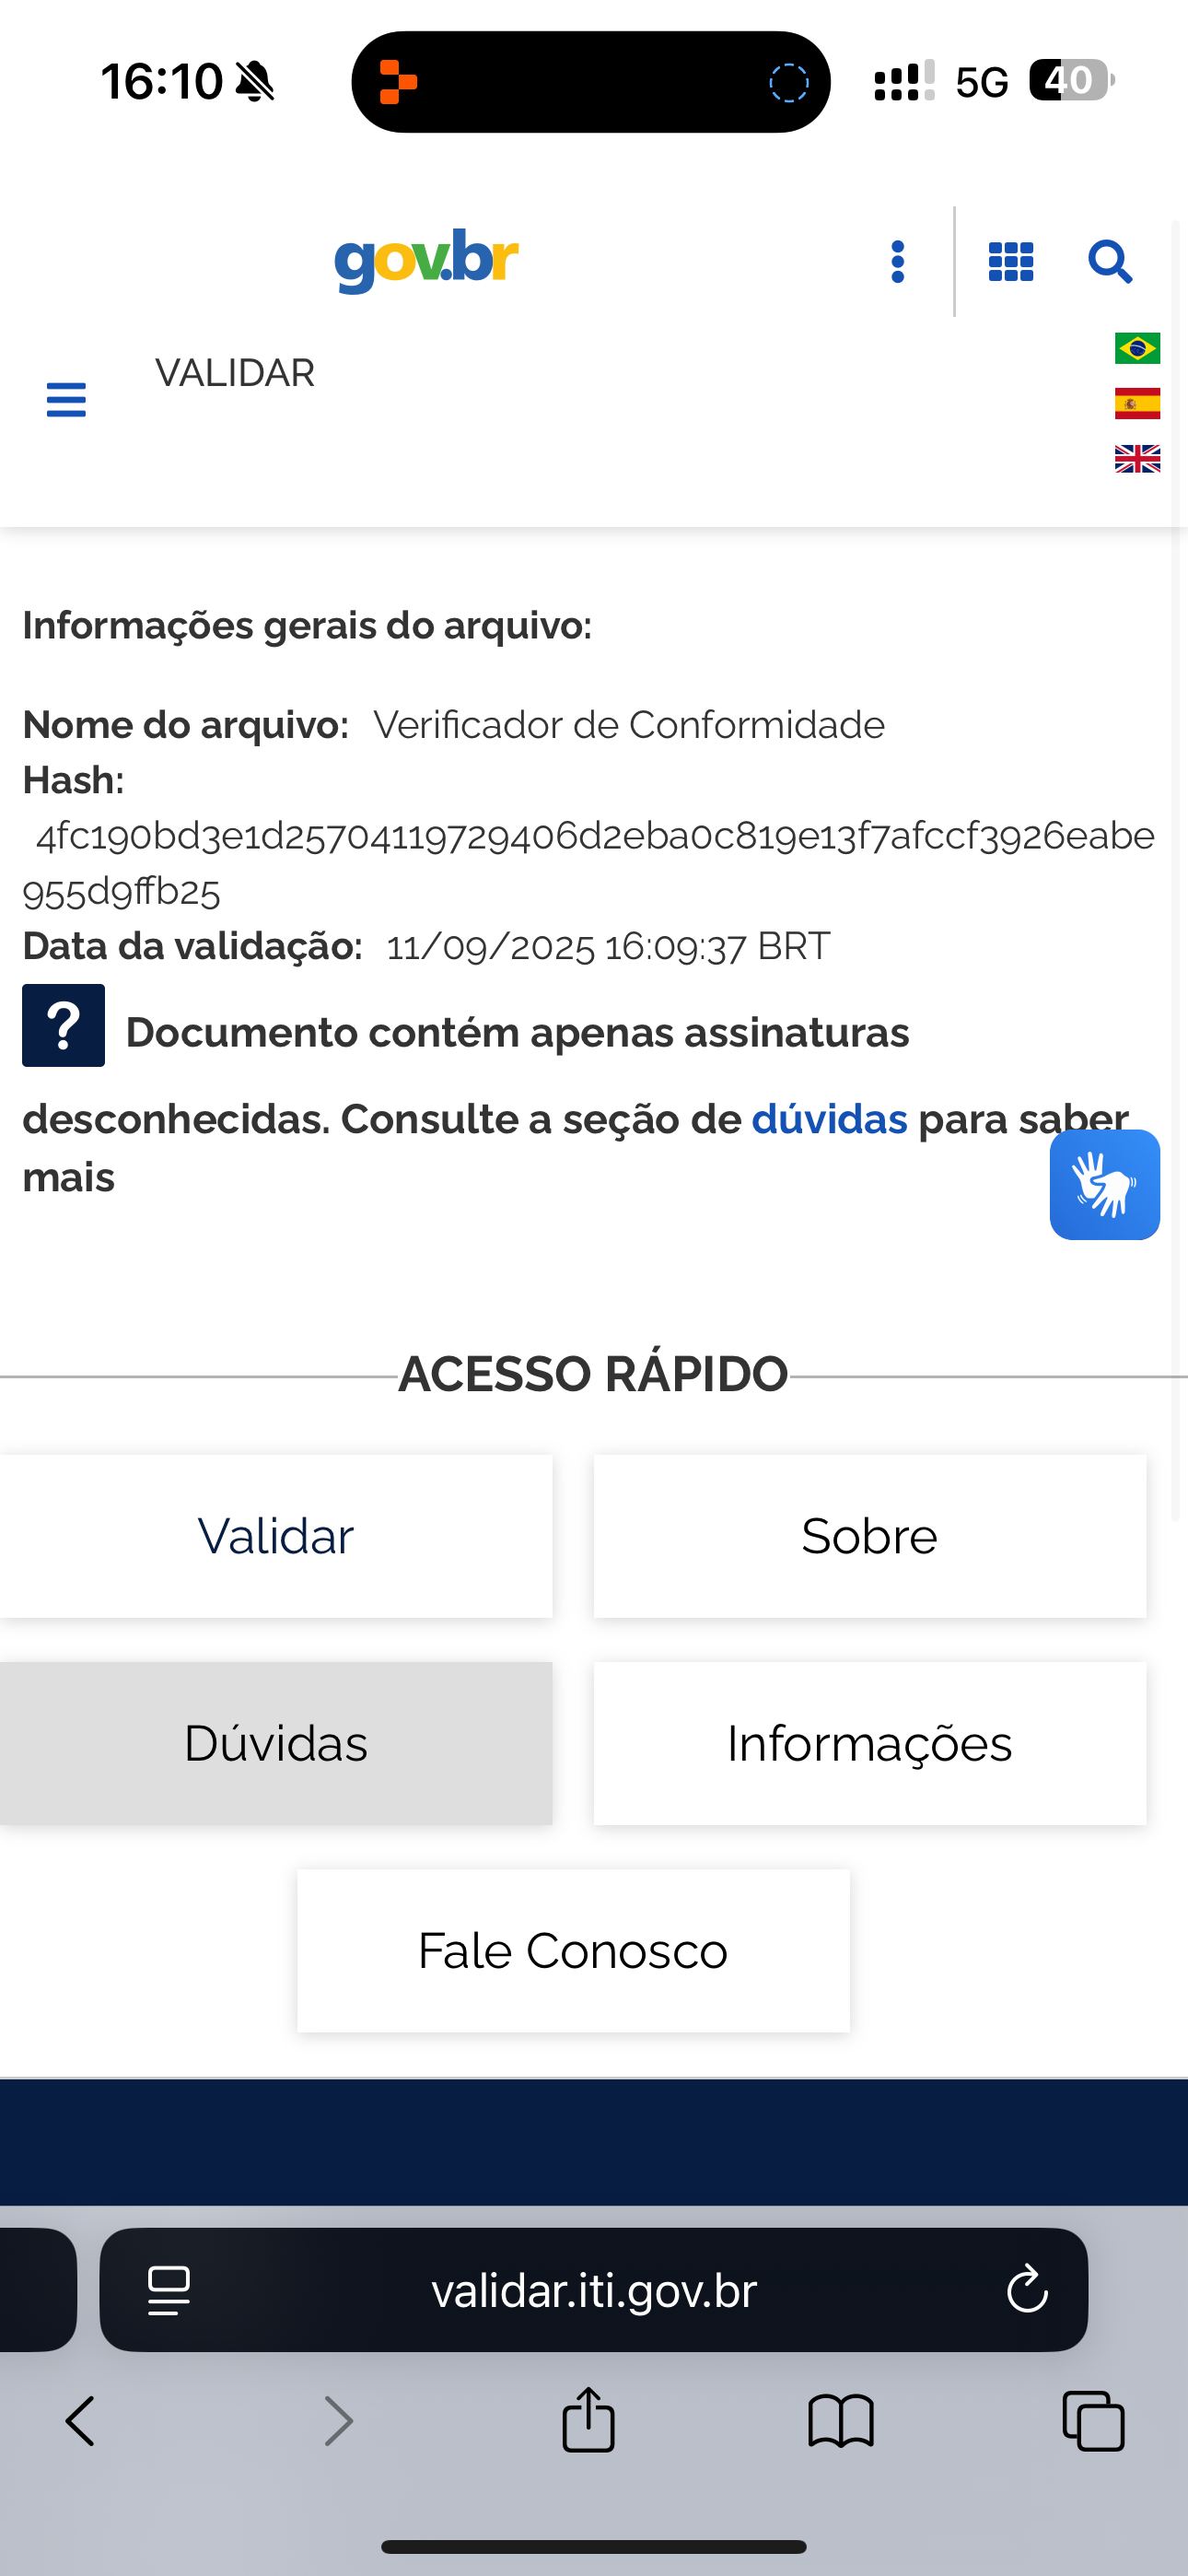 16:10
5G
40
gov.br
VALIDAR
Informações gerais do arquivo:
Nome do arquivo: Verificador de Conformidade
Hash:
4fc190bd3e1d25704119729406d2eba0c819e13f7afccf3926eabe
955d9ffb25
Data da validação: 11/09/2025 16:09:37 BRT
? Documento contém apenas assinaturas
desconhecidas. Consulte a seção de dúvidas para saber
mais
ACESSO RÁPIDO
Validar
Sobre
Dúvidas
Informações
Fale Conosco
validar.iti.gov.br